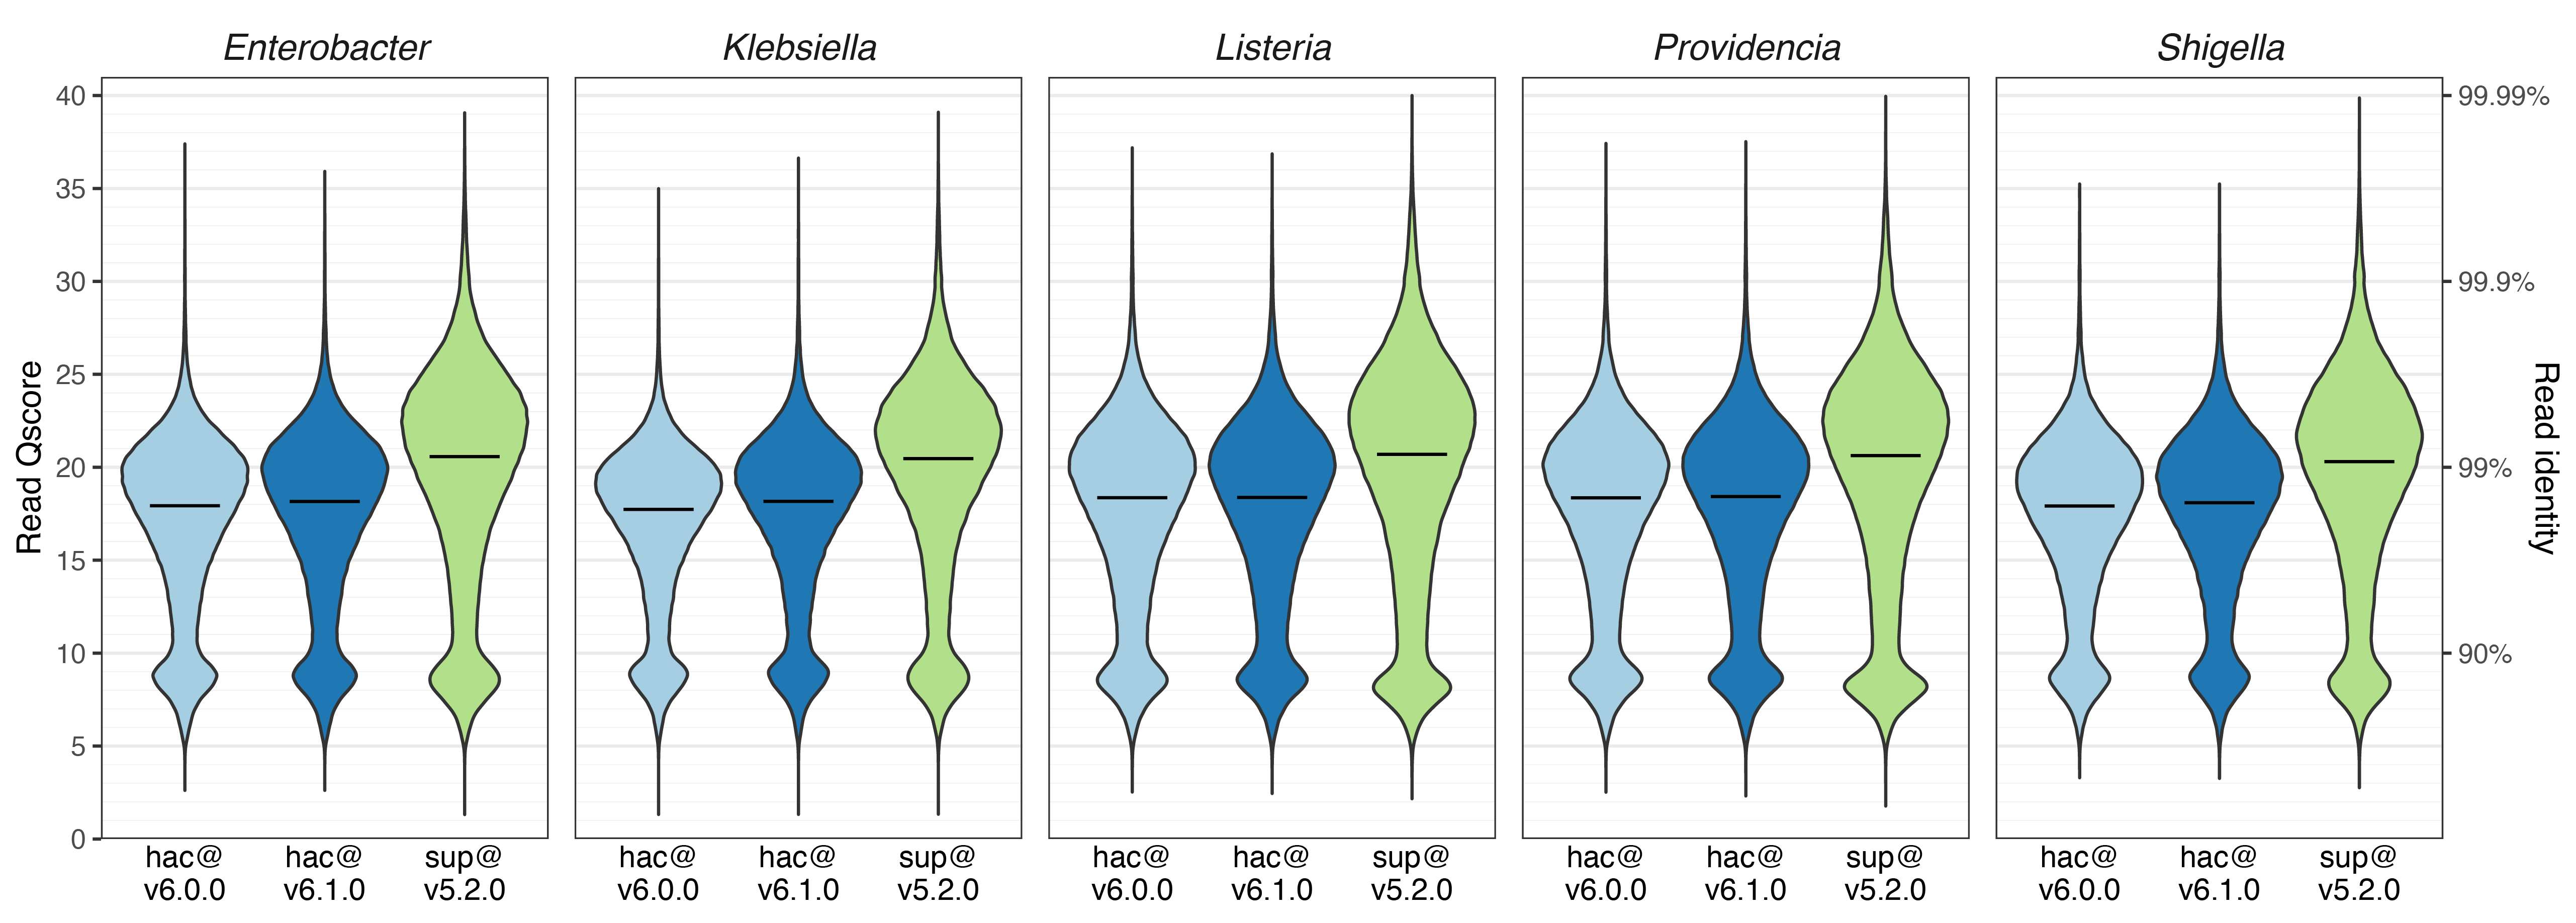 Enterobacter Klebsiella Listeria Providencia Shigella
40 99.99%
35
30 99.9%
25
20 99%
15
10 90%
5
0
Read Qscore
Read identity
hac@ hac@ sup@ hac@ hac@ sup@ hac@ hac@ sup@ hac@ hac@ sup@ hac@ hac@ sup@
v6.0.0 v6.1.0 v5.2.0 v6.0.0 v6.1.0 v5.2.0 v6.0.0 v6.1.0 v5.2.0 v6.0.0 v6.1.0 v5.2.0 v6.0.0 v6.1.0 v5.2.0